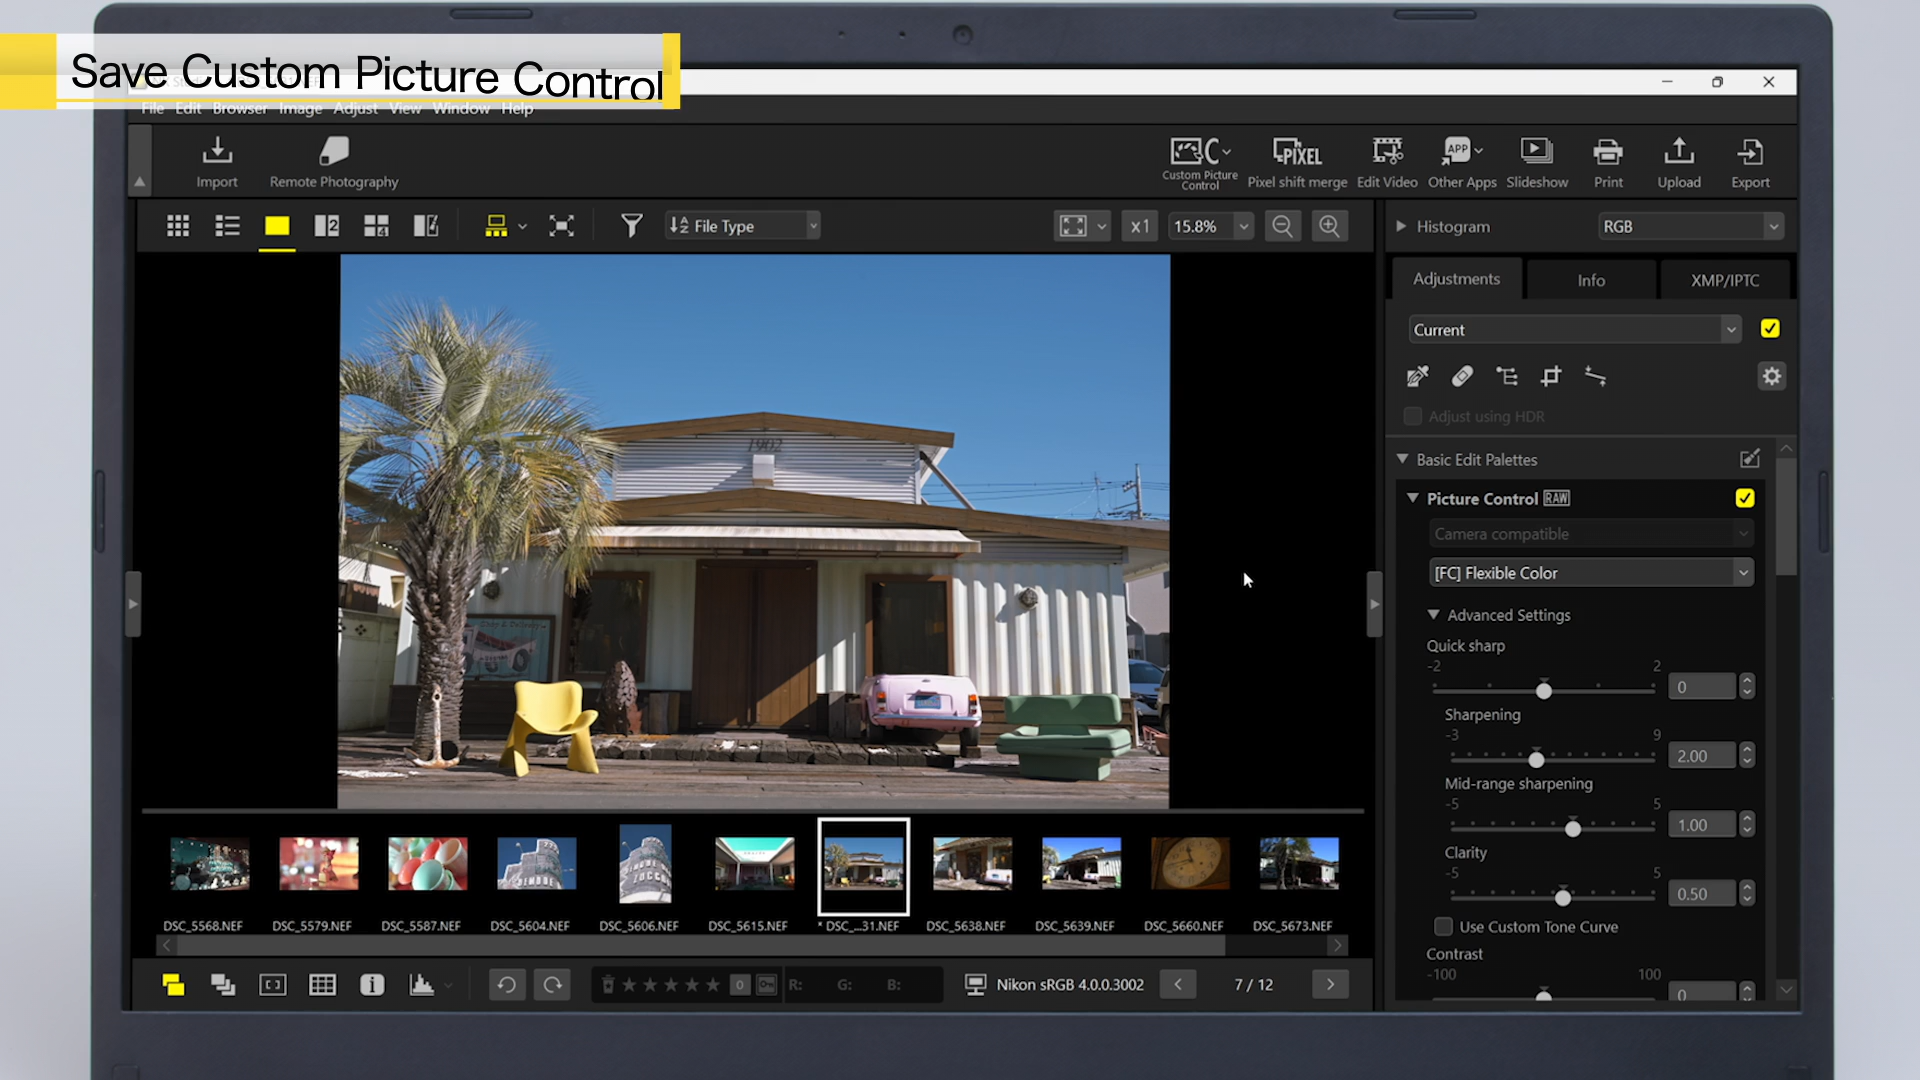 Save Custom Picture Control
File Edit Browser Image Adjust View Window Help
Import
Remote Photography
Custom Picture
Control
Pixel shift merge
Edit Video
Other Apps
Slideshow
Print
Upload
Export
C
PIXEL
APP
2
4
File Type
x1
15.8%
Histogram
RGB
Adjustments
Info
XMP/IPTC
Current
Adjust using HDR
Basic Edit Palettes
Picture Control RAW
Camera compatible
[FC] Flexible Color
Advanced Settings
Quick sharp
-2 2
0
Sharpening
-3 9
2.00
Mid-range sharpening
-5 5
1.00
Clarity
-5 5
0.50
Use Custom Tone Curve
Contrast
-100 100
0
1902
DSC_5568.NEF
DSC_5579.NEF
DSC_5587.NEF
DSC_5604.NEF
DSC_5606.NEF
DSC_5615.NEF
* DSC_...31.NEF
DSC_5638.NEF
DSC_5639.NEF
DSC_5660.NEF
DSC_5673.NEF
0
R: G: B:
Nikon sRGB 4.0.0.3002
7 / 12